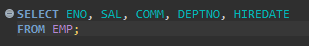 SELECT ENO, SAL, COMM, DEPTNO, HIREDATE
FROM EMP;